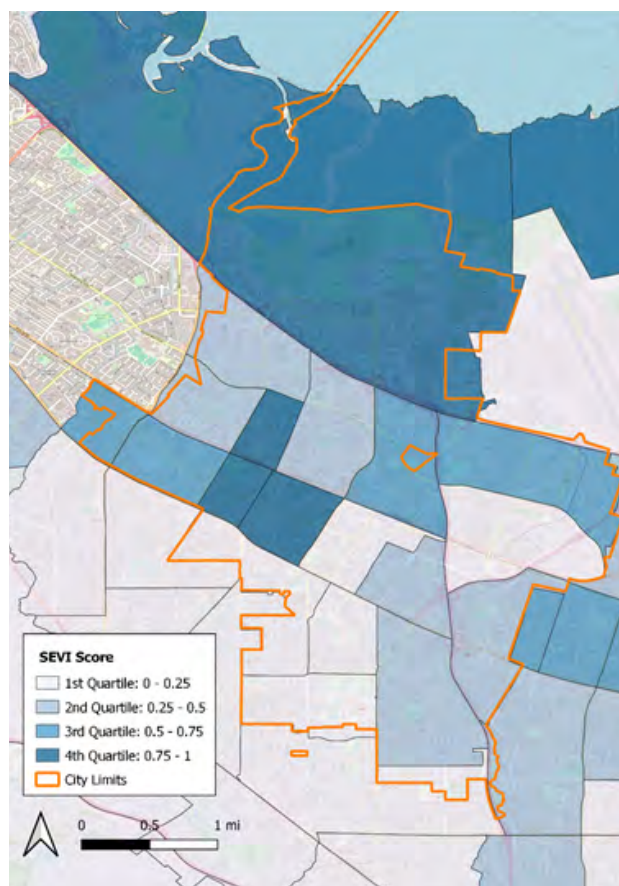 SEVI Score
1st Quartile: 0 - 0.25
2nd Quartile: 0.25 - 0.5
3rd Quartile: 0.5 - 0.75
4th Quartile: 0.75 - 1
City Limits
0 0.5 1 mi